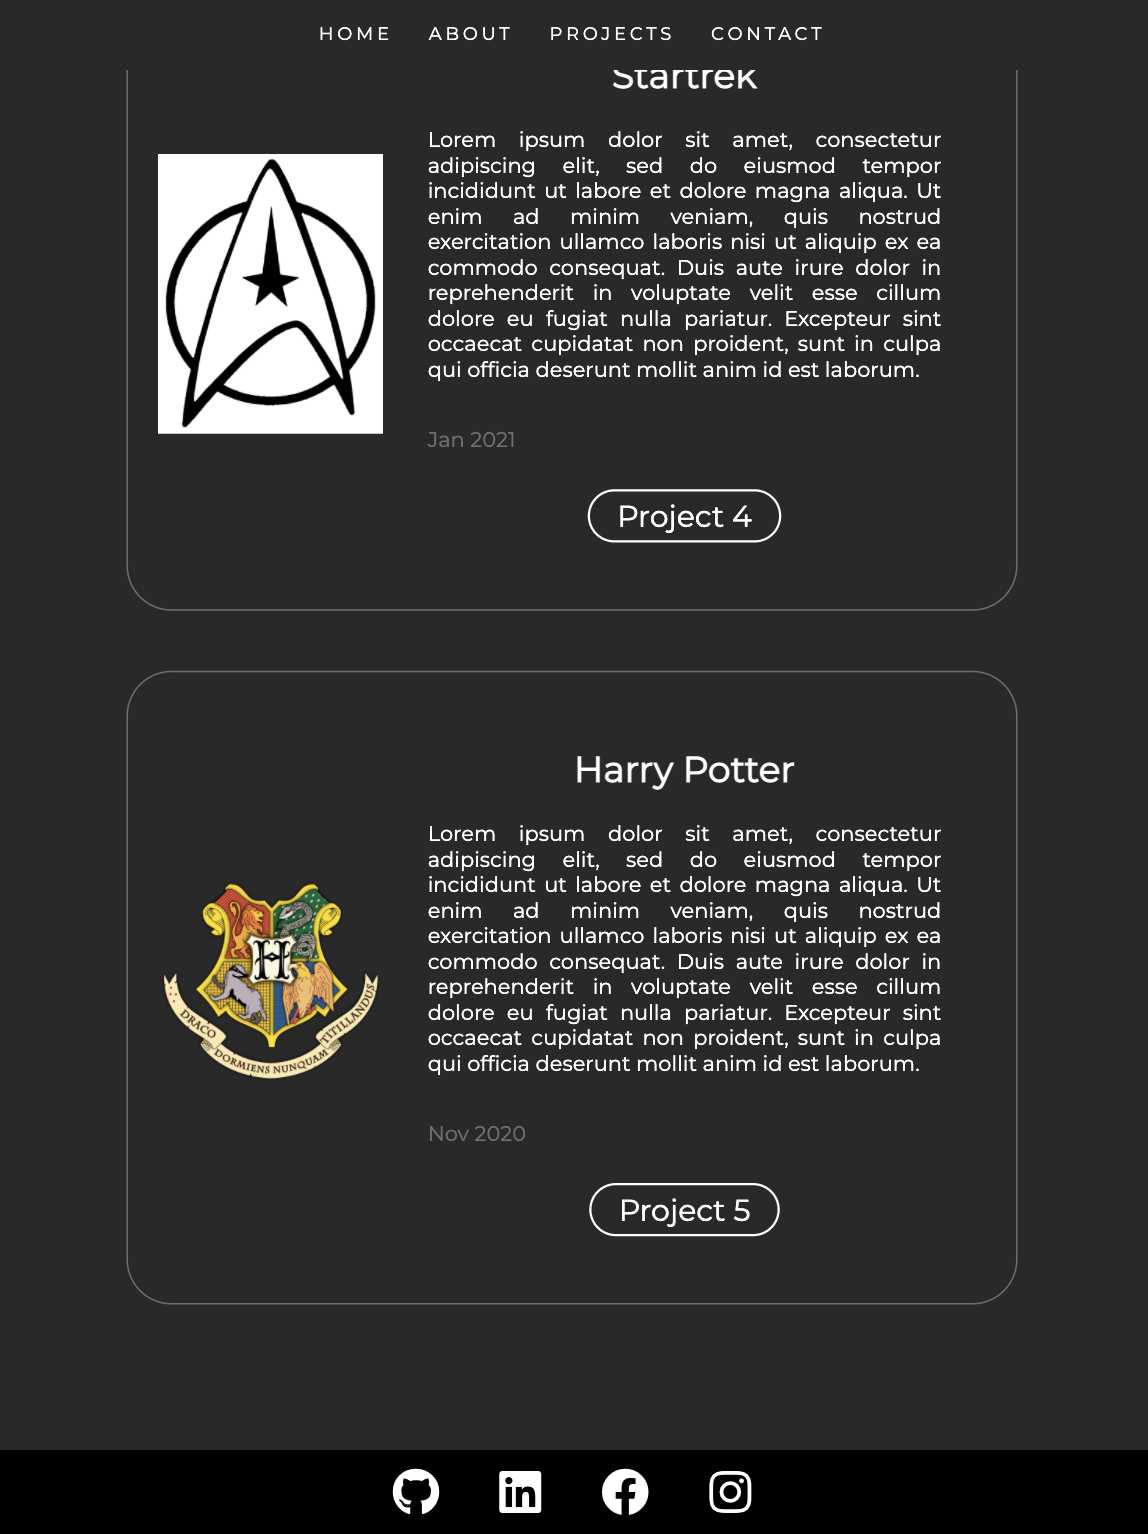 HOME ABOUT PROJECTS CONTACT
Startrek
Lorem ipsum dolor sit amet, consectetur
adipiscing elit, sed do eiusmod tempor
incididunt ut labore et dolore magna aliqua. Ut
enim ad minim veniam, quis nostrud
exercitation ullamco laboris nisi ut aliquip ex ea
commodo consequat. Duis aute irure dolor in
reprehenderit in voluptate velit esse cillum
dolore eu fugiat nulla pariatur. Excepteur sint
occaecat cupidatat non proident, sunt in culpa
qui officia deserunt mollit anim id est laborum.
Jan 2021
Project 4
Harry Potter
Lorem ipsum dolor sit amet, consectetur
adipiscing elit, sed do eiusmod tempor
incididunt ut labore et dolore magna aliqua. Ut
enim ad minim veniam, quis nostrud
exercitation ullamco laboris nisi ut aliquip ex ea
commodo consequat. Duis aute irure dolor in
reprehenderit in voluptate velit esse cillum
dolore eu fugiat nulla pariatur. Excepteur sint
occaecat cupidatat non proident, sunt in culpa
qui officia deserunt mollit anim id est laborum.
H
DRACO DORMIENS NUNQUAM TITILLANDUS
Nov 2020
Project 5
in